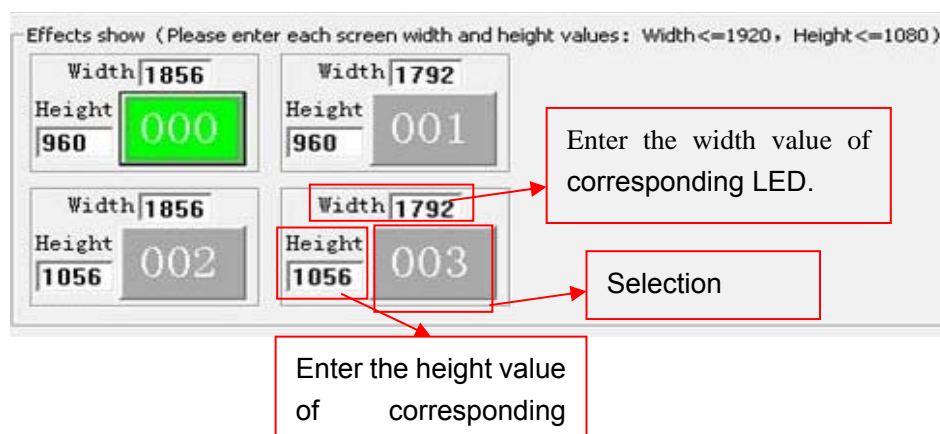 Effects show (Please enter each screen width and height values: Width<=1920, Height<=1080)
Width 1856
Height
960
000
Width 1792
Height
960
001
Enter the width value of
corresponding LED.
Width 1856
Height
1056
002
Width 1792
Height
1056
003
Selection
Enter the height value
of corresponding